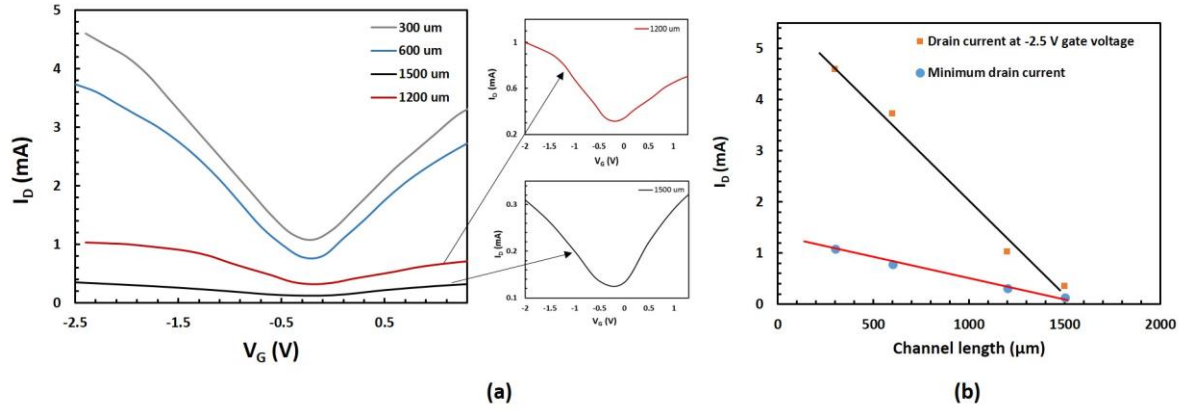 5
4
3
2
1
0
I_D (mA)
-2.5
-1.5
-0.5
0.5
V_G (V)
300 um
600 um
1500 um
1200 um
1200 um
1
0.6
0.2
I_D (mA)
-2
-1.5
-1
-0.5
0
0.5
1
V_G (V)
1500 um
0.3
0.2
0.1
I_D (mA)
-2
-1.5
-1
-0.5
0
0.5
1
V_G (V)
(a)
5
4
3
2
1
0
I_D (mA)
Drain current at -2.5 V gate voltage
Minimum drain current
0
500
1000
1500
2000
Channel length (μm)
(b)